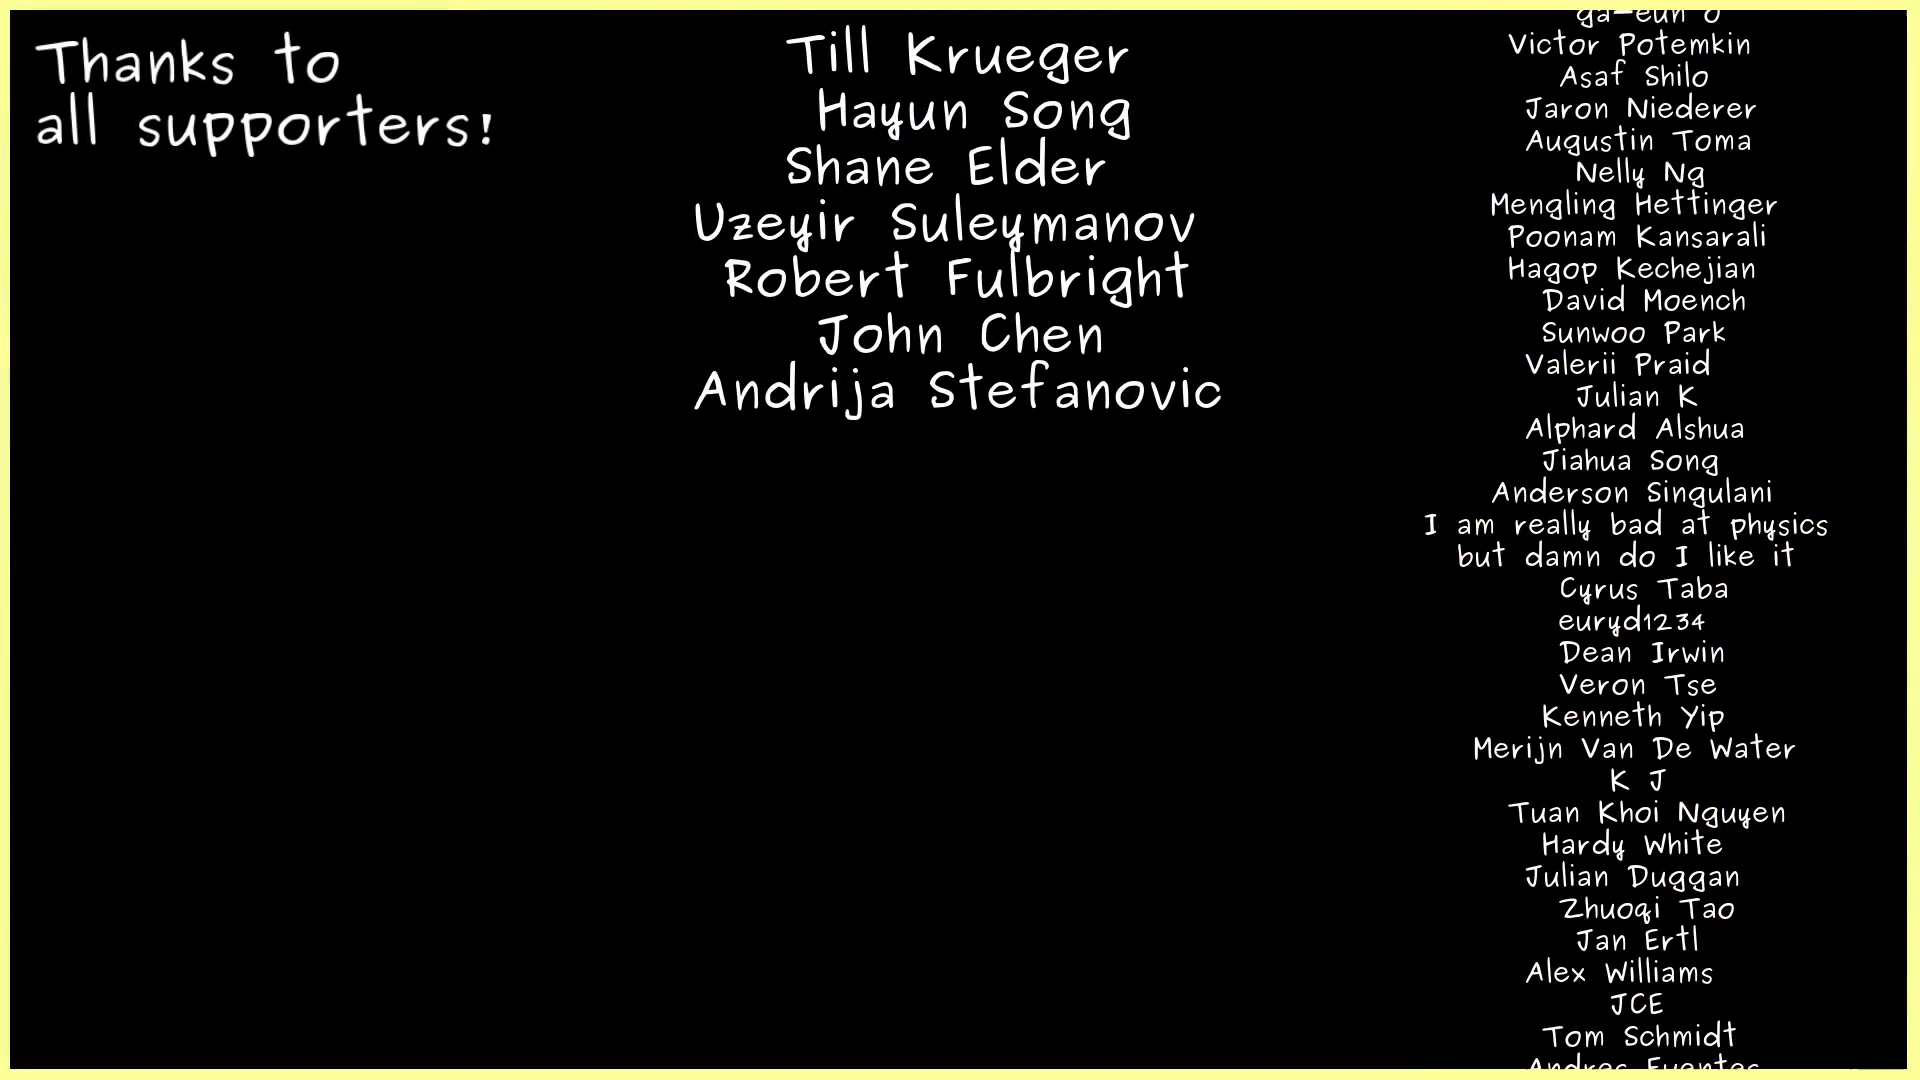 Thanks to
all supporters!
Till Krueger
Hayun Song
Shane Elder
Uzeyir Suleymanov
Robert Fulbright
John Chen
Andrija Stefanovic
ga-eun o
Victor Potemkin
Asaf Shilo
Jaron Niederer
Augustin Toma
Nelly Ng
Mengling Hettinger
Poonam Kansarali
Hagop Kechejian
David Moench
Sunwoo Park
Valerii Praid
Julian K
Alphard Alshua
Jiahua Song
Anderson Singulani
I am really bad at physics
but damn do I like it
Cyrus Taba
euryd1234
Dean Irwin
Veron Tse
Kenneth Yip
Merijn Van De Water
K J
Tuan Khoi Nguyen
Hardy White
Julian Duggan
Zhuoqi Tao
Jan Ertl
Alex Williams
JCE
Tom Schmidt
Andres Fuentes